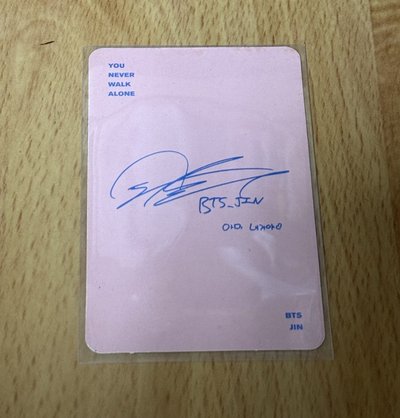 YOU
NEVER
WALK
ALONE
BTS_JIN
BTS
JIN